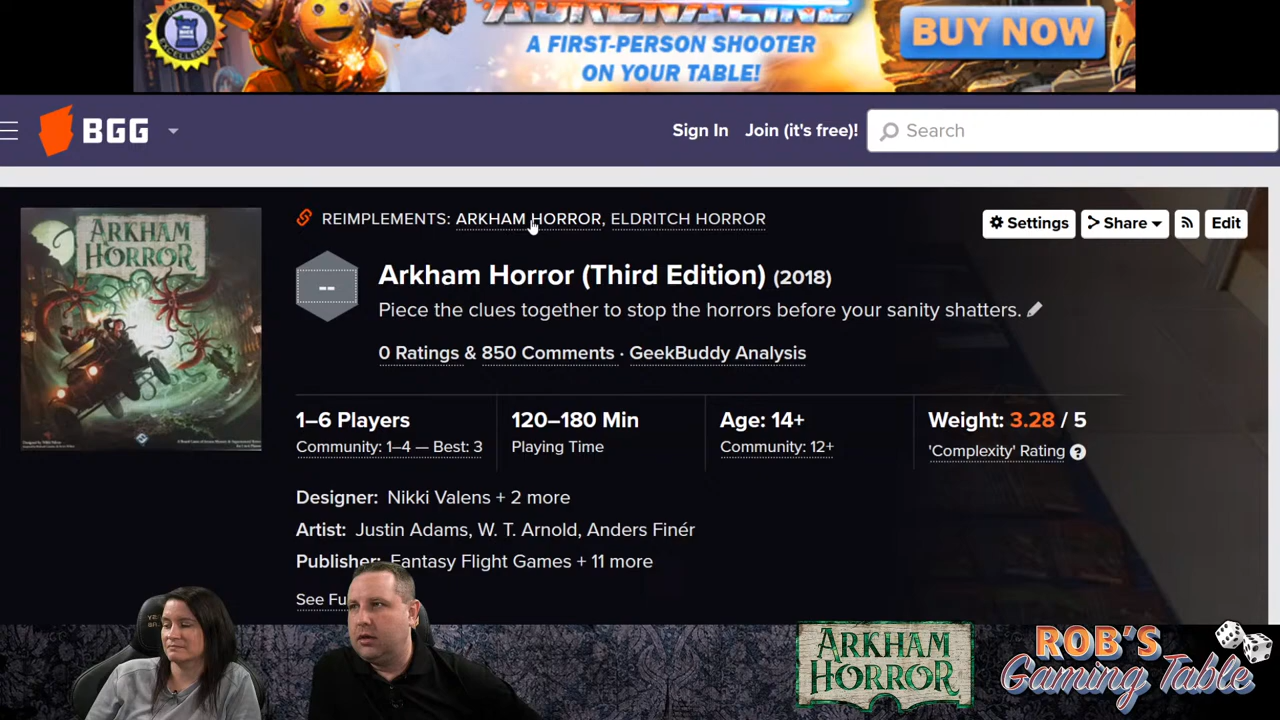 ADRENALINE
A FIRST-PERSON SHOOTER
ON YOUR TABLE!
BUY NOW
BGG
Sign In
Join (it's free)!
Search
REIMPLEMENTS: ARKHAM HORROR, ELDRITCH HORROR
Settings
Share
Edit
ARKHAM
HORROR
--
Arkham Horror (Third Edition) (2018)
Piece the clues together to stop the horrors before your sanity shatters.
0 Ratings & 850 Comments · GeekBuddy Analysis
1–6 Players
Community: 1–4 — Best: 3
120–180 Min
Playing Time
Age: 14+
Community: 12+
Weight: 3.28 / 5
'Complexity' Rating ?
Designer: Nikki Valens + 2 more
Artist: Justin Adams, W. T. Arnold, Anders Finér
Publisher: Fantasy Flight Games + 11 more
See
ARKHAM
HORROR
ROB'S
Gaming Table